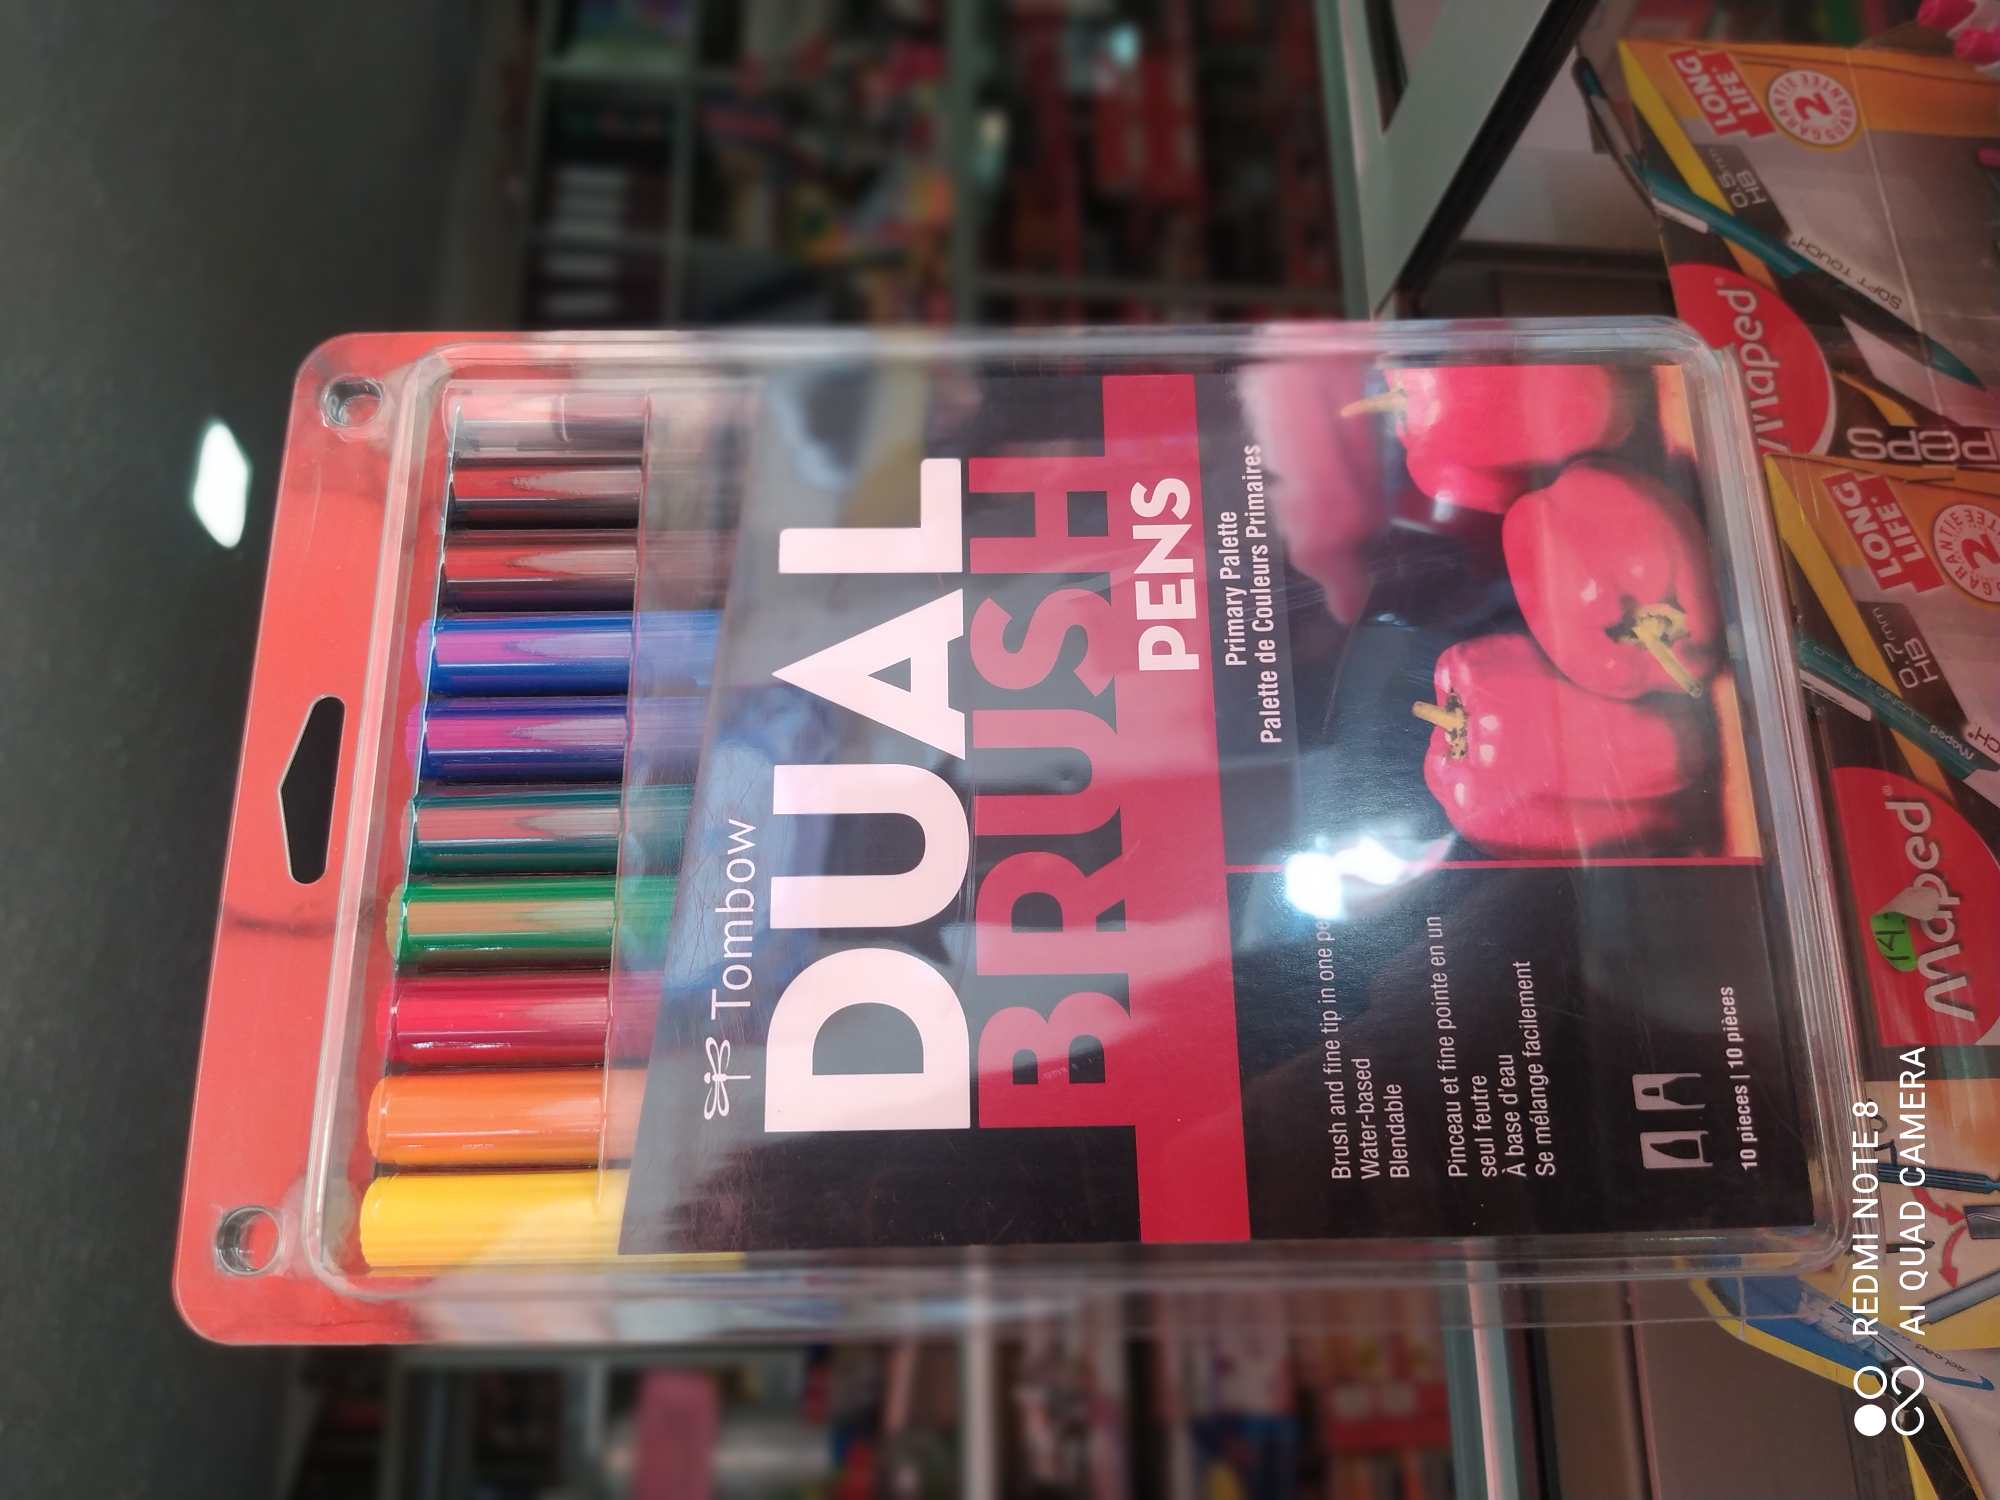 Tombow
DUAL
BRUSH
PENS
Primary Palette
Palette de Couleurs Primaires
Brush and fine tip in one
Water-based
Blendable
Pinceau et fine pointe en un
seul feutre
À base d'eau
Se mélange facilement
10 pieces | 10 pièces
LONG
LIFE
2
0.5mm
HB
SOFT TOUCH
Maped®
LONG
LIFE
2
0.7mm
HB
Maped®
REDMI NOTE 8
AI QUAD CAMERA